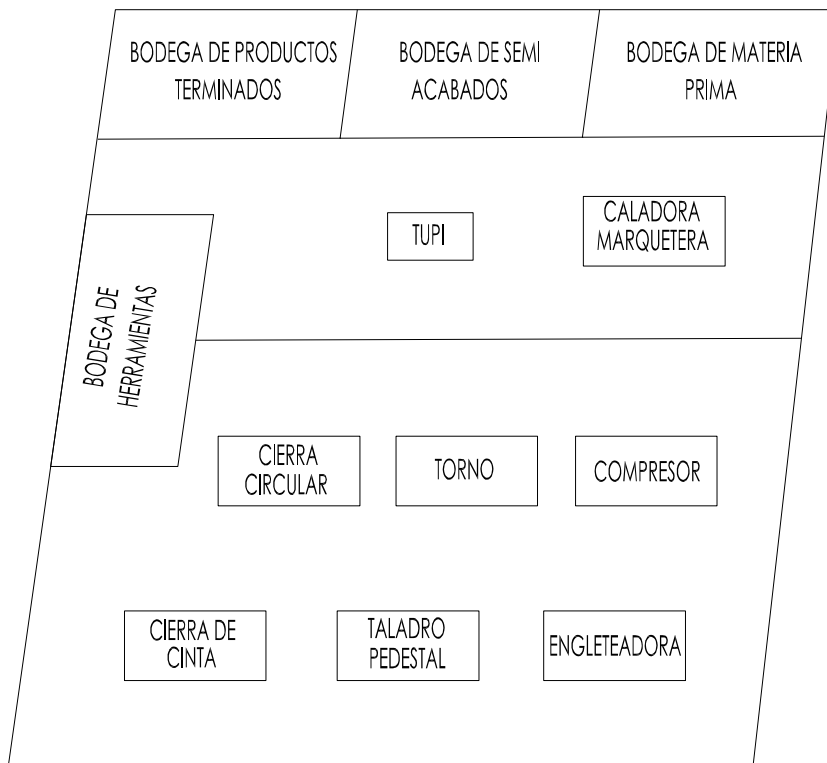 BODEGA DE PRODUCTOS
TERMINADOS
BODEGA DE SEMI
ACABADOS
BODEGA DE MATERIA
PRIMA
TUPI
CALADORA
MARQUETERA
BODEGA DE
HERRAMIENTAS
CIERRA
CIRCULAR
TORNO
COMPRESOR
CIERRA DE
CINTA
TALADRO
PEDESTAL
ENGLETEADORA